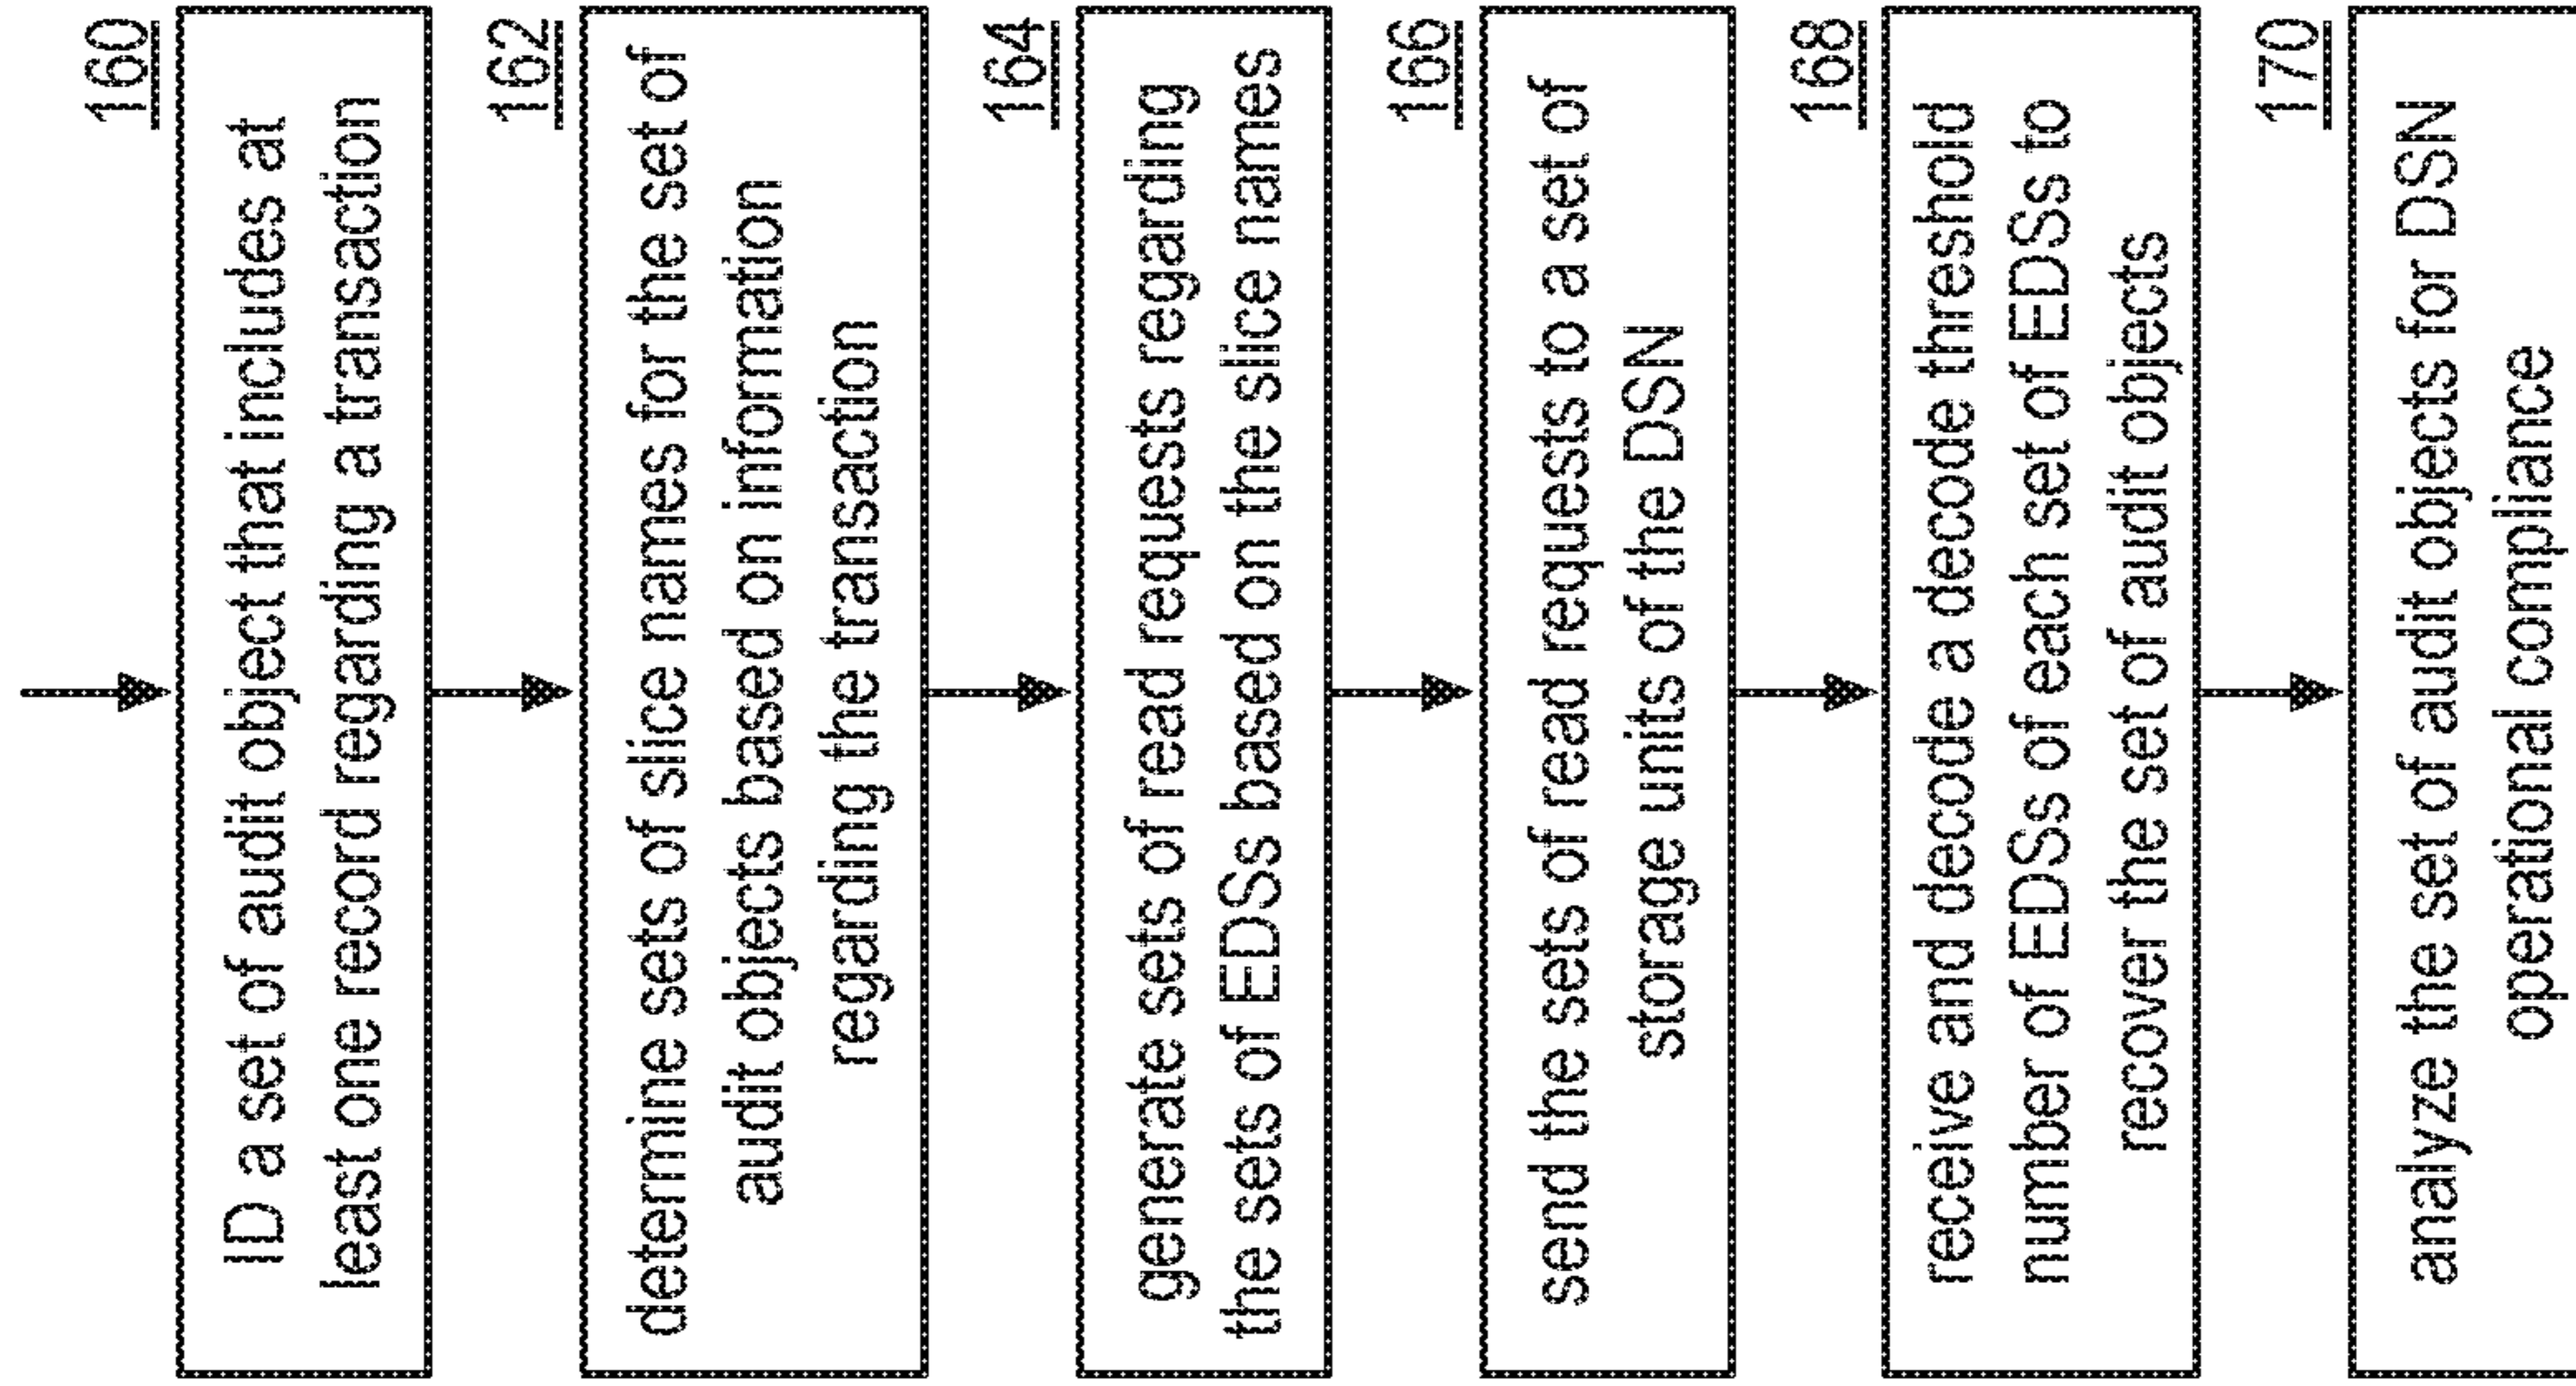 160
ID a set of audit object that includes at
least one record regarding a transaction
162
determine sets of slice names for the set of
audit objects based on information
regarding the transaction
164
generate sets of read requests regarding
the sets of EDSs based on the slice names
166
send the sets of read requests to a set of
storage units of the DSN
168
receive and decode a decode threshold
number of EDSs of each set of EDSs to
recover the set of audit objects
170
analyze the set of audit objects for DSN
operational compliance